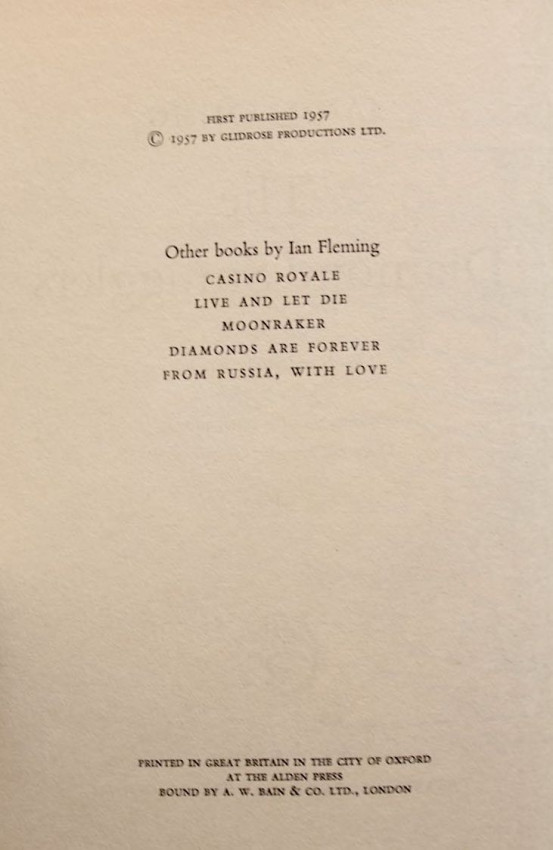 FIRST PUBLISHED 1957
© 1957 BY GLIDROSE PRODUCTIONS LTD.
Other books by Ian Fleming
CASINO ROYALE
LIVE AND LET DIE
MOONRAKER
DIAMONDS ARE FOREVER
FROM RUSSIA, WITH LOVE
PRINTED IN GREAT BRITAIN IN THE CITY OF OXFORD
AT THE ALDEN PRESS
BOUND BY A. W. BAIN & CO. LTD., LONDON